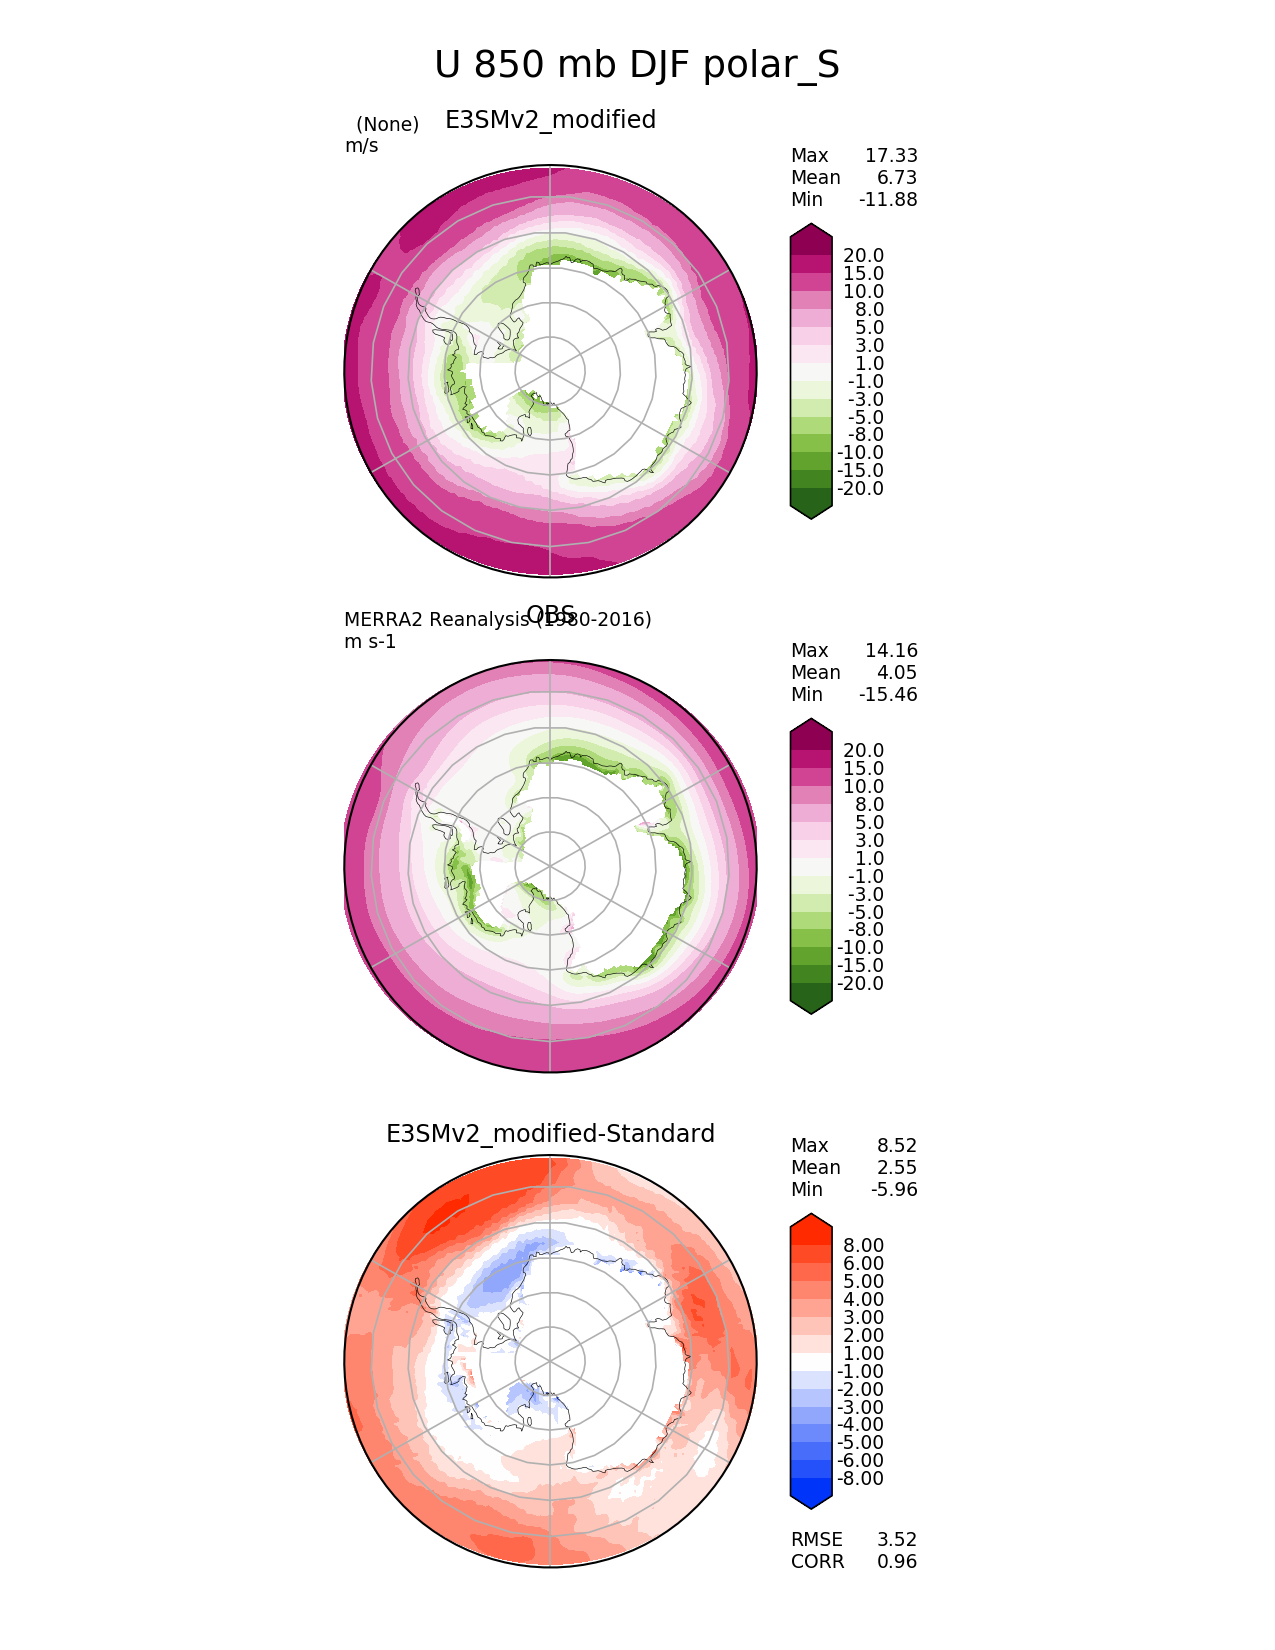 U 850 mb DJF polar_S
(None)
E3SMv2_modified
m/s
Max 17.33
Mean 6.73
Min -11.88
20.0
15.0
10.0
8.0
5.0
3.0
1.0
-1.0
-3.0
-5.0
-8.0
-10.0
-15.0
-20.0
OBS
MERRA2 Reanalysis (1980-2016)
m s-1
Max 14.16
Mean 4.05
Min -15.46
20.0
15.0
10.0
8.0
5.0
3.0
1.0
-1.0
-3.0
-5.0
-8.0
-10.0
-15.0
-20.0
E3SMv2_modified-Standard
Max 8.52
Mean 2.55
Min -5.96
8.00
6.00
5.00
4.00
3.00
2.00
1.00
-1.00
-2.00
-3.00
-4.00
-5.00
-6.00
-8.00
RMSE 3.52
CORR 0.96